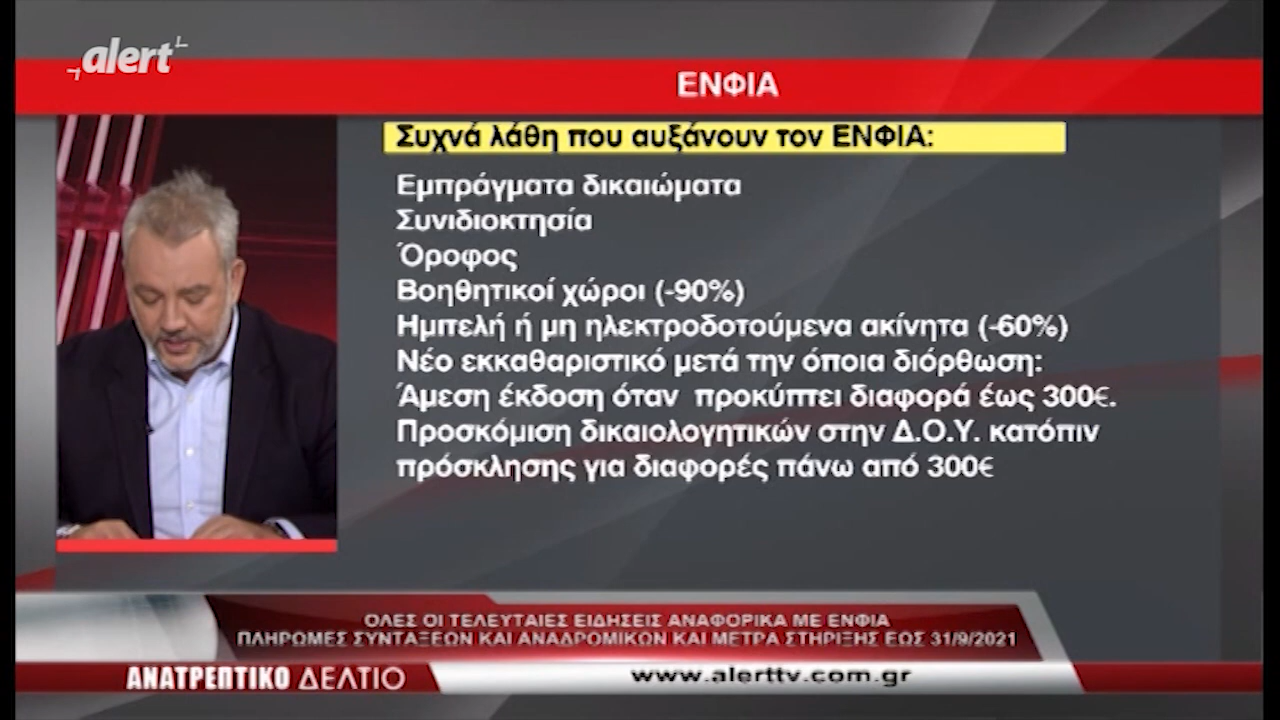 alert
ΕΝΦΙΑ
Συχνά λάθη που αυξάνουν τον ΕΝΦΙΑ:
Εμπράγματα δικαιώματα
Συνιδιοκτησία
Όροφος
Βοηθητικοί χώροι (-90%)
Ημιτελή ή μη ηλεκτροδοτούμενα ακίνητα (-60%)
Νέο εκκαθαριστικό μετά την όποια διόρθωση:
Άμεση έκδοση όταν προκύπτει διαφορά έως 300€.
Προσκόμιση δικαιολογητικών στην Δ.Ο.Υ. κατόπιν
πρόσκλησης για διαφορές πάνω από 300€
ΟΛΕΣ ΟΙ ΤΕΛΕΥΤΑΙΕΣ ΕΙΔΗΣΕΙΣ ΑΝΑΦΟΡΙΚΑ ΜΕ ΕΝΦΙΑ
ΠΛΗΡΩΜΕΣ ΣΥΝΤΑΞΕΩΝ ΚΑΙ ΑΝΑΔΡΟΜΙΚΩΝ ΚΑΙ ΜΕΤΡΑ ΣΤΗΡΙΞΗΣ ΕΩΣ 31/9/2021
ΑΝΑΤΡΕΠΤΙΚΟ ΔΕΛΤΙΟ
www.alerttv.com.gr